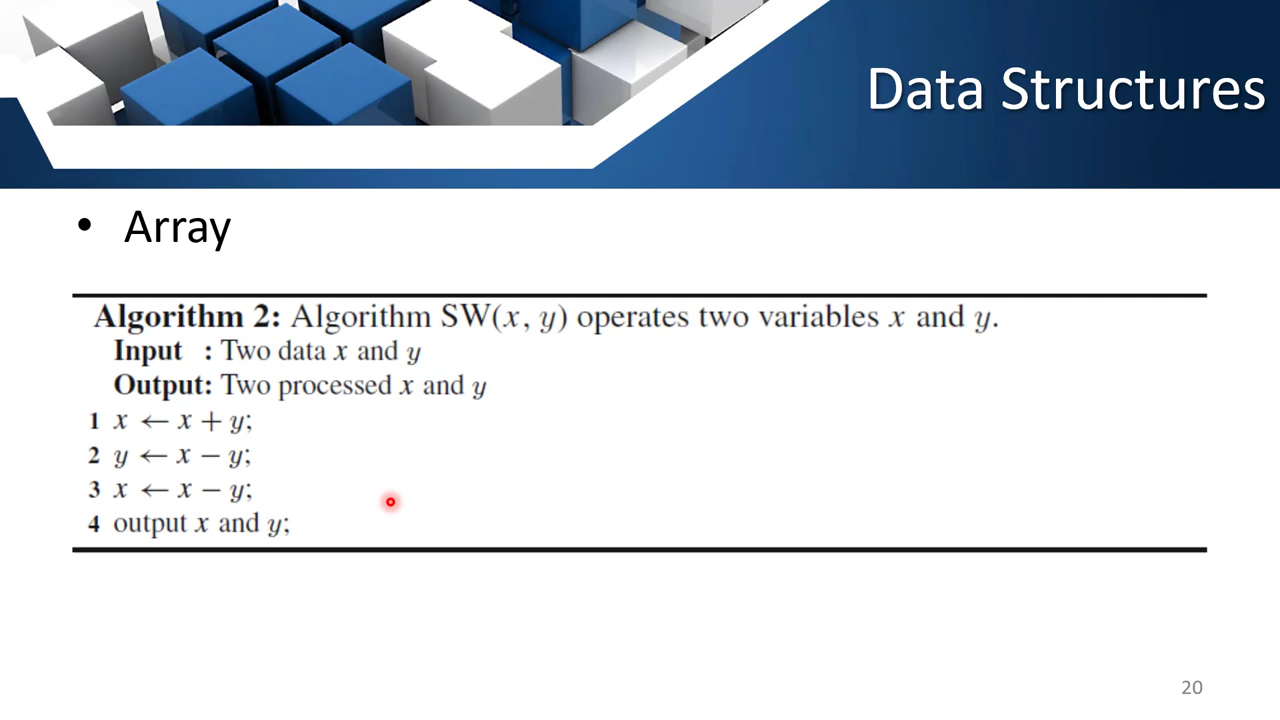 Data Structures
• Array
Algorithm 2: Algorithm SW(x, y) operates two variables x and y.
Input : Two data x and y
Output: Two processed x and y
1 x ← x + y;
2 y ← x − y;
3 x ← x − y;
4 output x and y;
20